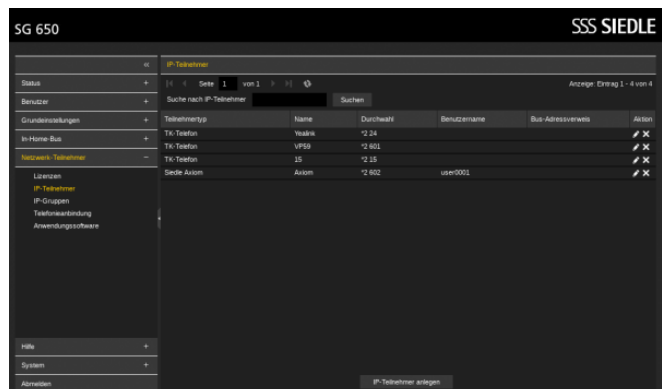 SG 650
SSS SIEDLE
«
IP-Teilnehmer
Status +
Benutzer +
Grundeinstellungen +
In-Home-Bus +
Netzwerk-Teilnehmer −
Lizenzen
IP-Teilnehmer
IP-Gruppen
Telefonieanbindung
Anwendungssoftware
Hilfe +
System +
Abmelden
Seite 1 von 1
Anzeige: Eintrag 1 - 4 von 4
Suche nach IP-Teilnehmer Suchen
Teilnehmertyp Name Durchwahl Benutzername Bus-Adressverweis Aktion
TK-Telefon Yealink *2 24
TK-Telefon VP59 *2 601
TK-Telefon 15 *2 15
Siedle Axiom Axiom *2 602 user0001
IP-Teilnehmer anlegen